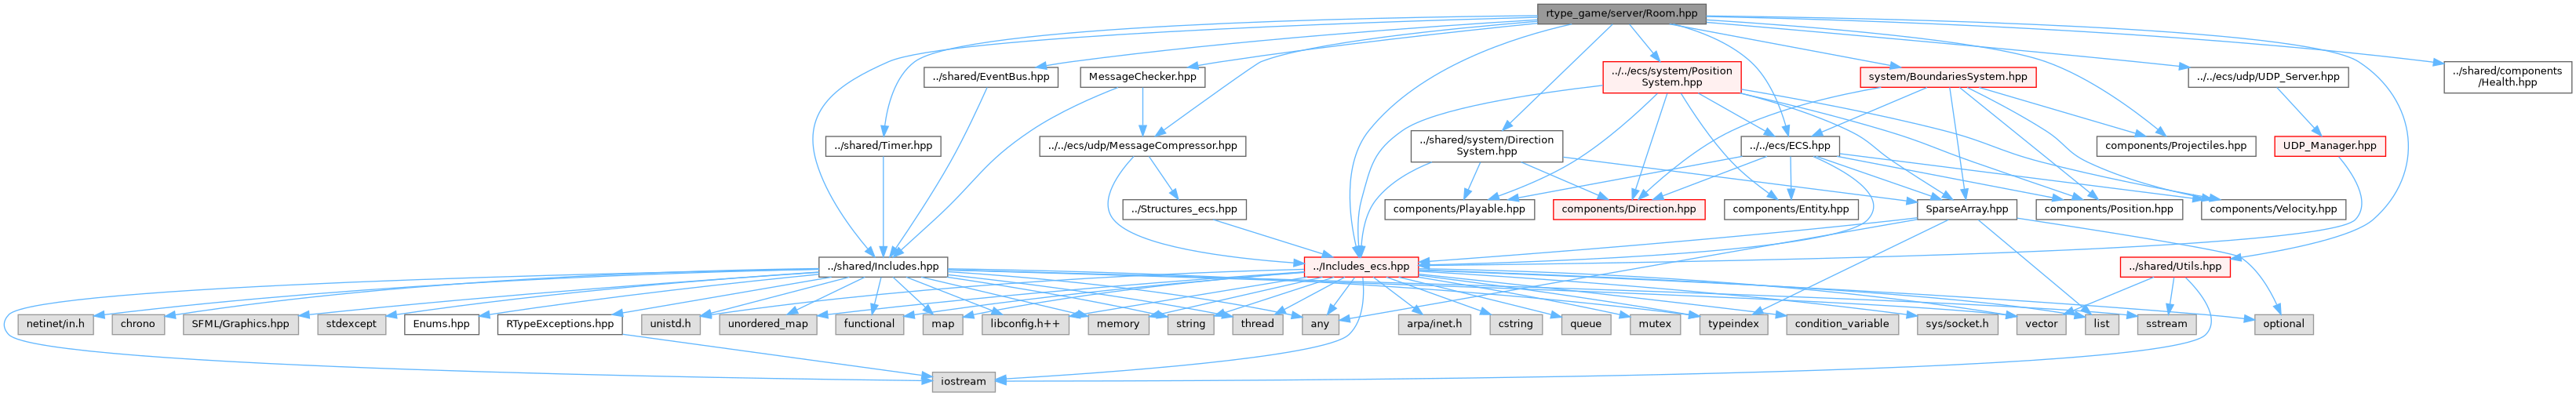 rtype_game/server/Room.hpp
../shared/EventBus.hpp
MessageChecker.hpp
../../ecs/system/Position
System.hpp
system/BoundariesSystem.hpp
../../ecs/udp/UDP_Server.hpp
../shared/components
/Health.hpp
../shared/Timer.hpp
../../ecs/udp/MessageCompressor.hpp
../shared/system/Direction
System.hpp
../../ecs/ECS.hpp
components/Projectiles.hpp
UDP_Manager.hpp
../Structures_ecs.hpp
components/Playable.hpp
components/Direction.hpp
components/Entity.hpp
SparseArray.hpp
components/Position.hpp
components/Velocity.hpp
../shared/Includes.hpp
../Includes_ecs.hpp
../shared/Utils.hpp
netinet/in.h
chrono
SFML/Graphics.hpp
stdexcept
Enums.hpp
RTypeExceptions.hpp
unistd.h
unordered_map
functional
map
libconfig.h++
memory
string
thread
any
arpa/inet.h
cstring
queue
mutex
typeindex
condition_variable
sys/socket.h
vector
list
sstream
optional
iostream